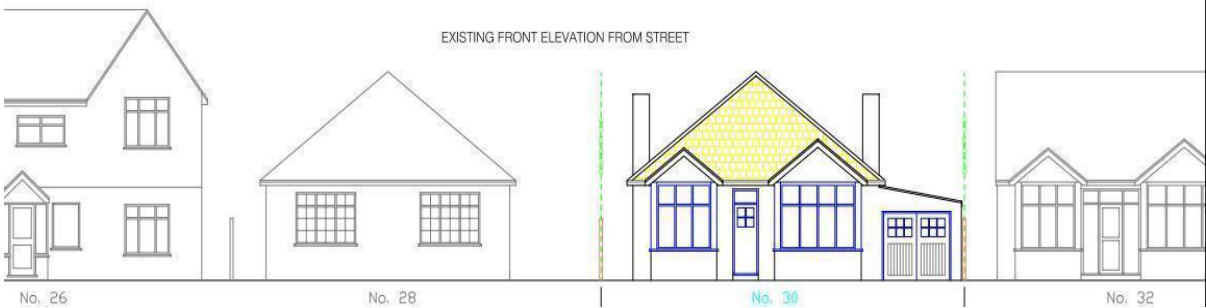 EXISTING FRONT ELEVATION FROM STREET
No. 26
No. 28
No. 30
No. 32